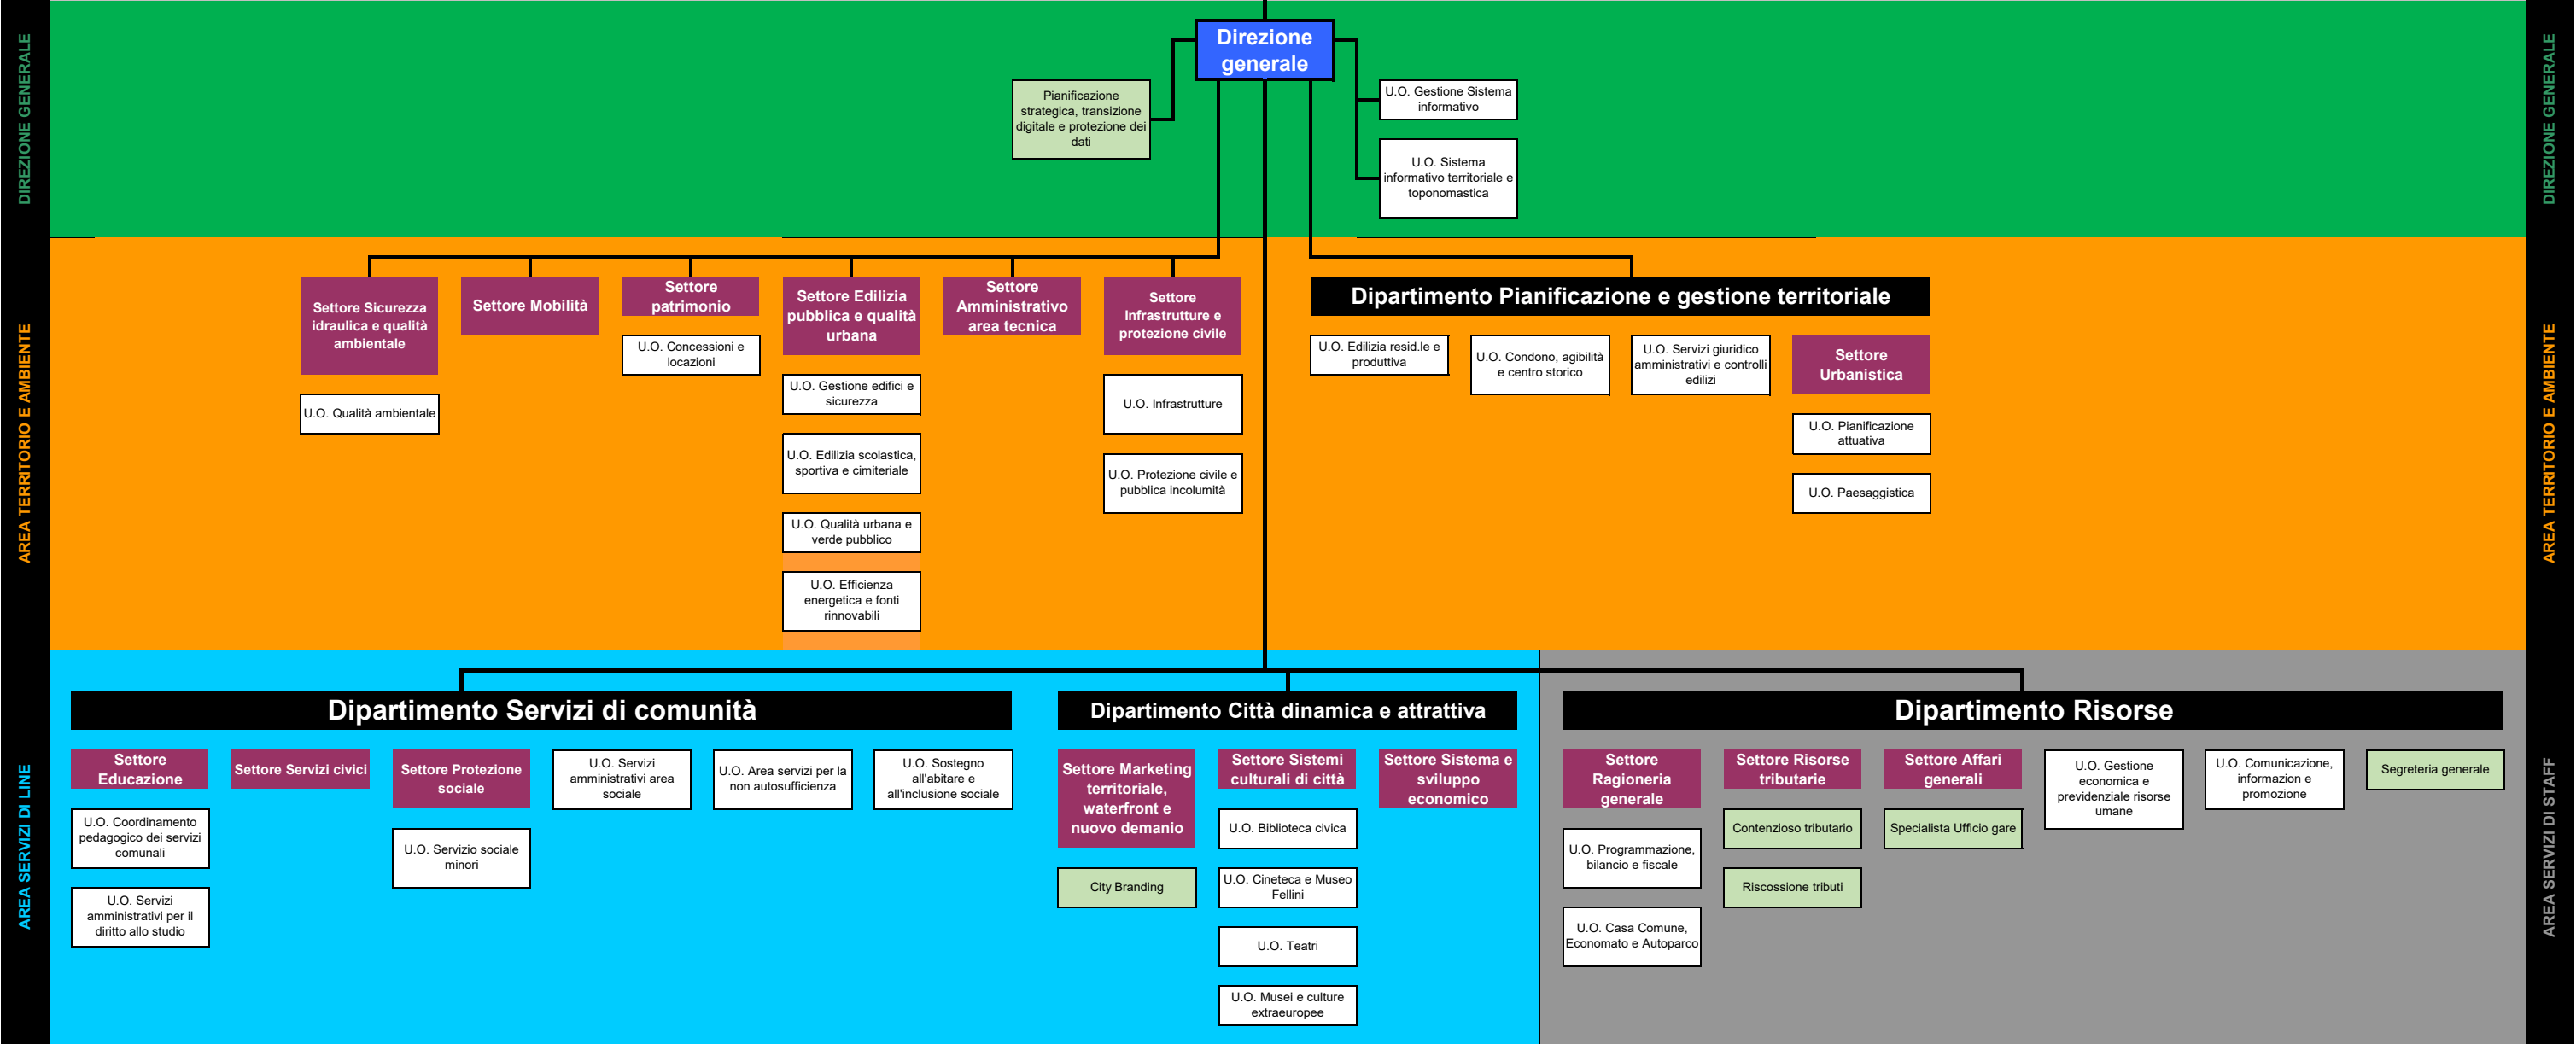 DIREZIONE GENERALE
Direzione
generale
Pianificazione
strategica, transizione
digitale e protezione dei
dati
U.O. Gestione Sistema
informativo
U.O. Sistema
informativo territoriale e
toponomastica
DIREZIONE GENERALE
AREA TERRITORIO E AMBIENTE
Settore Sicurezza
idraulica e qualità
ambientale
U.O. Qualità ambientale
Settore Mobilità
Settore
patrimonio
U.O. Concessioni e
locazioni
Settore Edilizia
pubblica e qualità
urbana
U.O. Gestione edifici e
sicurezza
U.O. Edilizia scolastica,
sportiva e cimiteriale
U.O. Qualità urbana e
verde pubblico
U.O. Efficienza
energetica e fonti
rinnovabili
Settore
Amministrativo
area tecnica
Settore
Infrastrutture e
protezione civile
U.O. Infrastrutture
U.O. Protezione civile e
pubblica incolumità
Dipartimento Pianificazione e gestione territoriale
U.O. Edilizia resid.le e
produttiva
U.O. Condono, agibilità
e centro storico
U.O. Servizi giuridico
amministrativi e controlli
edilizi
Settore
Urbanistica
U.O. Pianificazione
attuativa
U.O. Paesaggistica
AREA TERRITORIO E AMBIENTE
AREA SERVIZI DI LINE
Dipartimento Servizi di comunità
Settore
Educazione
U.O. Coordinamento
pedagogico dei servizi
comunali
U.O. Servizi
amministrativi per il
diritto allo studio
Settore Servizi civici
Settore Protezione
sociale
U.O. Servizio sociale
minori
U.O. Servizi
amministrativi area
sociale
U.O. Area servizi per la
non autosufficienza
U.O. Sostegno
all'abitare e
all'inclusione sociale
Dipartimento Città dinamica e attrattiva
Settore Marketing
territoriale,
waterfront e
nuovo demanio
City Branding
Settore Sistemi
culturali di città
U.O. Biblioteca civica
U.O. Cineteca e Museo
Fellini
U.O. Teatri
U.O. Musei e culture
extraeuropee
Settore Sistema e
sviluppo
economico
Dipartimento Risorse
Settore
Ragioneria
generale
U.O. Programmazione,
bilancio e fiscale
U.O. Casa Comune,
Economato e Autoparco
Settore Risorse
tributarie
Contenzioso tributario
Riscossione tributi
Settore Affari
generali
Specialista Ufficio gare
U.O. Gestione
economica e
previdenziale risorse
umane
U.O. Comunicazione,
informazion e
promozione
Segreteria generale
AREA SERVIZI DI STAFF